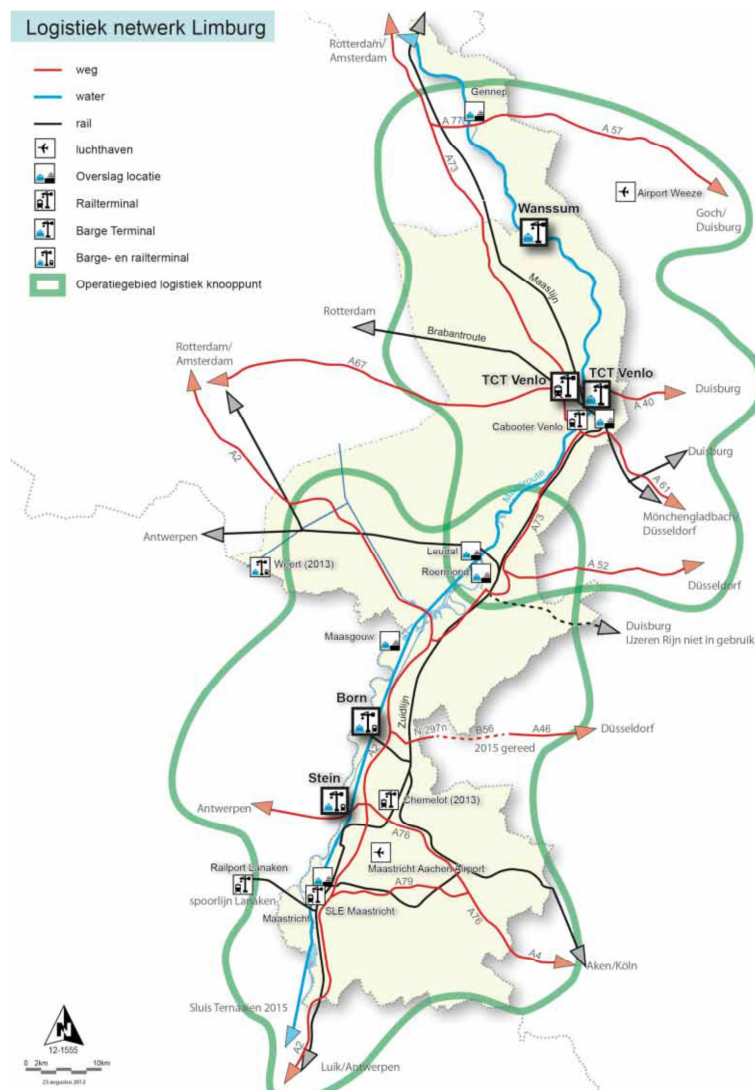 Logistiek netwerk Limburg
weg
water
rail
luchthaven
Overslag locatie
Railterminal
Barge Terminal
Barge- en railterminal
Operatiegebied logistiek knooppunt
Rotterdam/
Amsterdam
Gennep
A 77
A 57
A73
Airport Weeze
Goch/
Duisburg
Wanssum
Maaslijn
Rotterdam
Brabantroute
Rotterdam/
Amsterdam
A67
TCT Venlo
TCT Venlo
Duisburg
A 40
Cabooter Venlo
A2
Duisburg
A 61
Mönchengladbach/
Düsseldorf
A73
Antwerpen
Leudal
Weert (2013)
Roermond
A 52
Düsseldorf
Maasgouw
Duisburg
IJzeren Rijn niet in gebruik
Zuidlijn
Born
N 297n
B56
A46
Düsseldorf
2015 gereed
A2
Stein
Antwerpen
Chemelot (2013)
A76
Maastricht Aachen Airport
Railport Lanaken
A79
spoorlijn Lanaken
SLE Maastricht
Maastricht
A76
A4
Aken/Köln
Sluis Ternaaien 2015
A2
Luik/Antwerpen
N
12-1555
0 2km 10km
23 augustus 2012